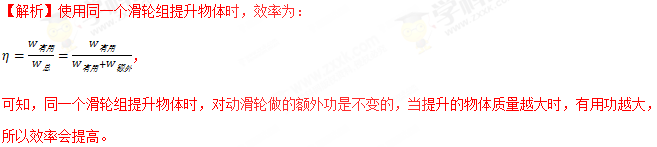 【解析】使用同一个滑轮组提升物体时，效率为：
η = W有用/W总 = W有用/(W有用+W额外)，
可知，同一个滑轮组提升物体时，对动滑轮做的额外功是不变的，当提升的物体质量越大时，有用功越大，
所以效率会提高。